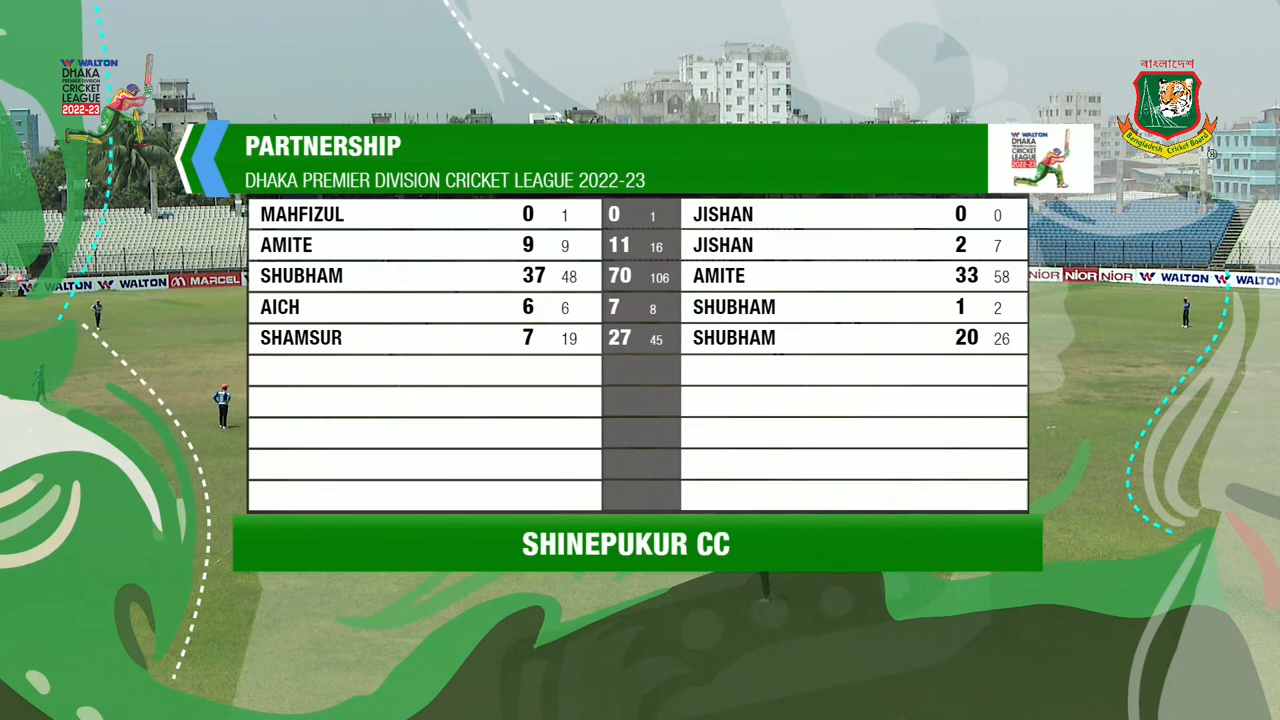 WALTON
DHAKA
PREMIER DIVISION
CRICKET
LEAGUE
2022-23
বাংলাদেশ
Bangladesh Cricket Board
®
PARTNERSHIP
DHAKA PREMIER DIVISION CRICKET LEAGUE 2022-23
WALTON
DHAKA
PREMIER DIVISION
CRICKET
LEAGUE
2022-23
MAHFIZUL 0 1 0 1 JISHAN 0 0
AMITE 9 9 11 16 JISHAN 2 7
SHUBHAM 37 48 70 106 AMITE 33 58
AICH 6 6 7 8 SHUBHAM 1 2
SHAMSUR 7 19 27 45 SHUBHAM 20 26
WALTON WALTON MARCEL
NIOR NIOR NIOR WALTON WALTON
SHINEPUKUR CC